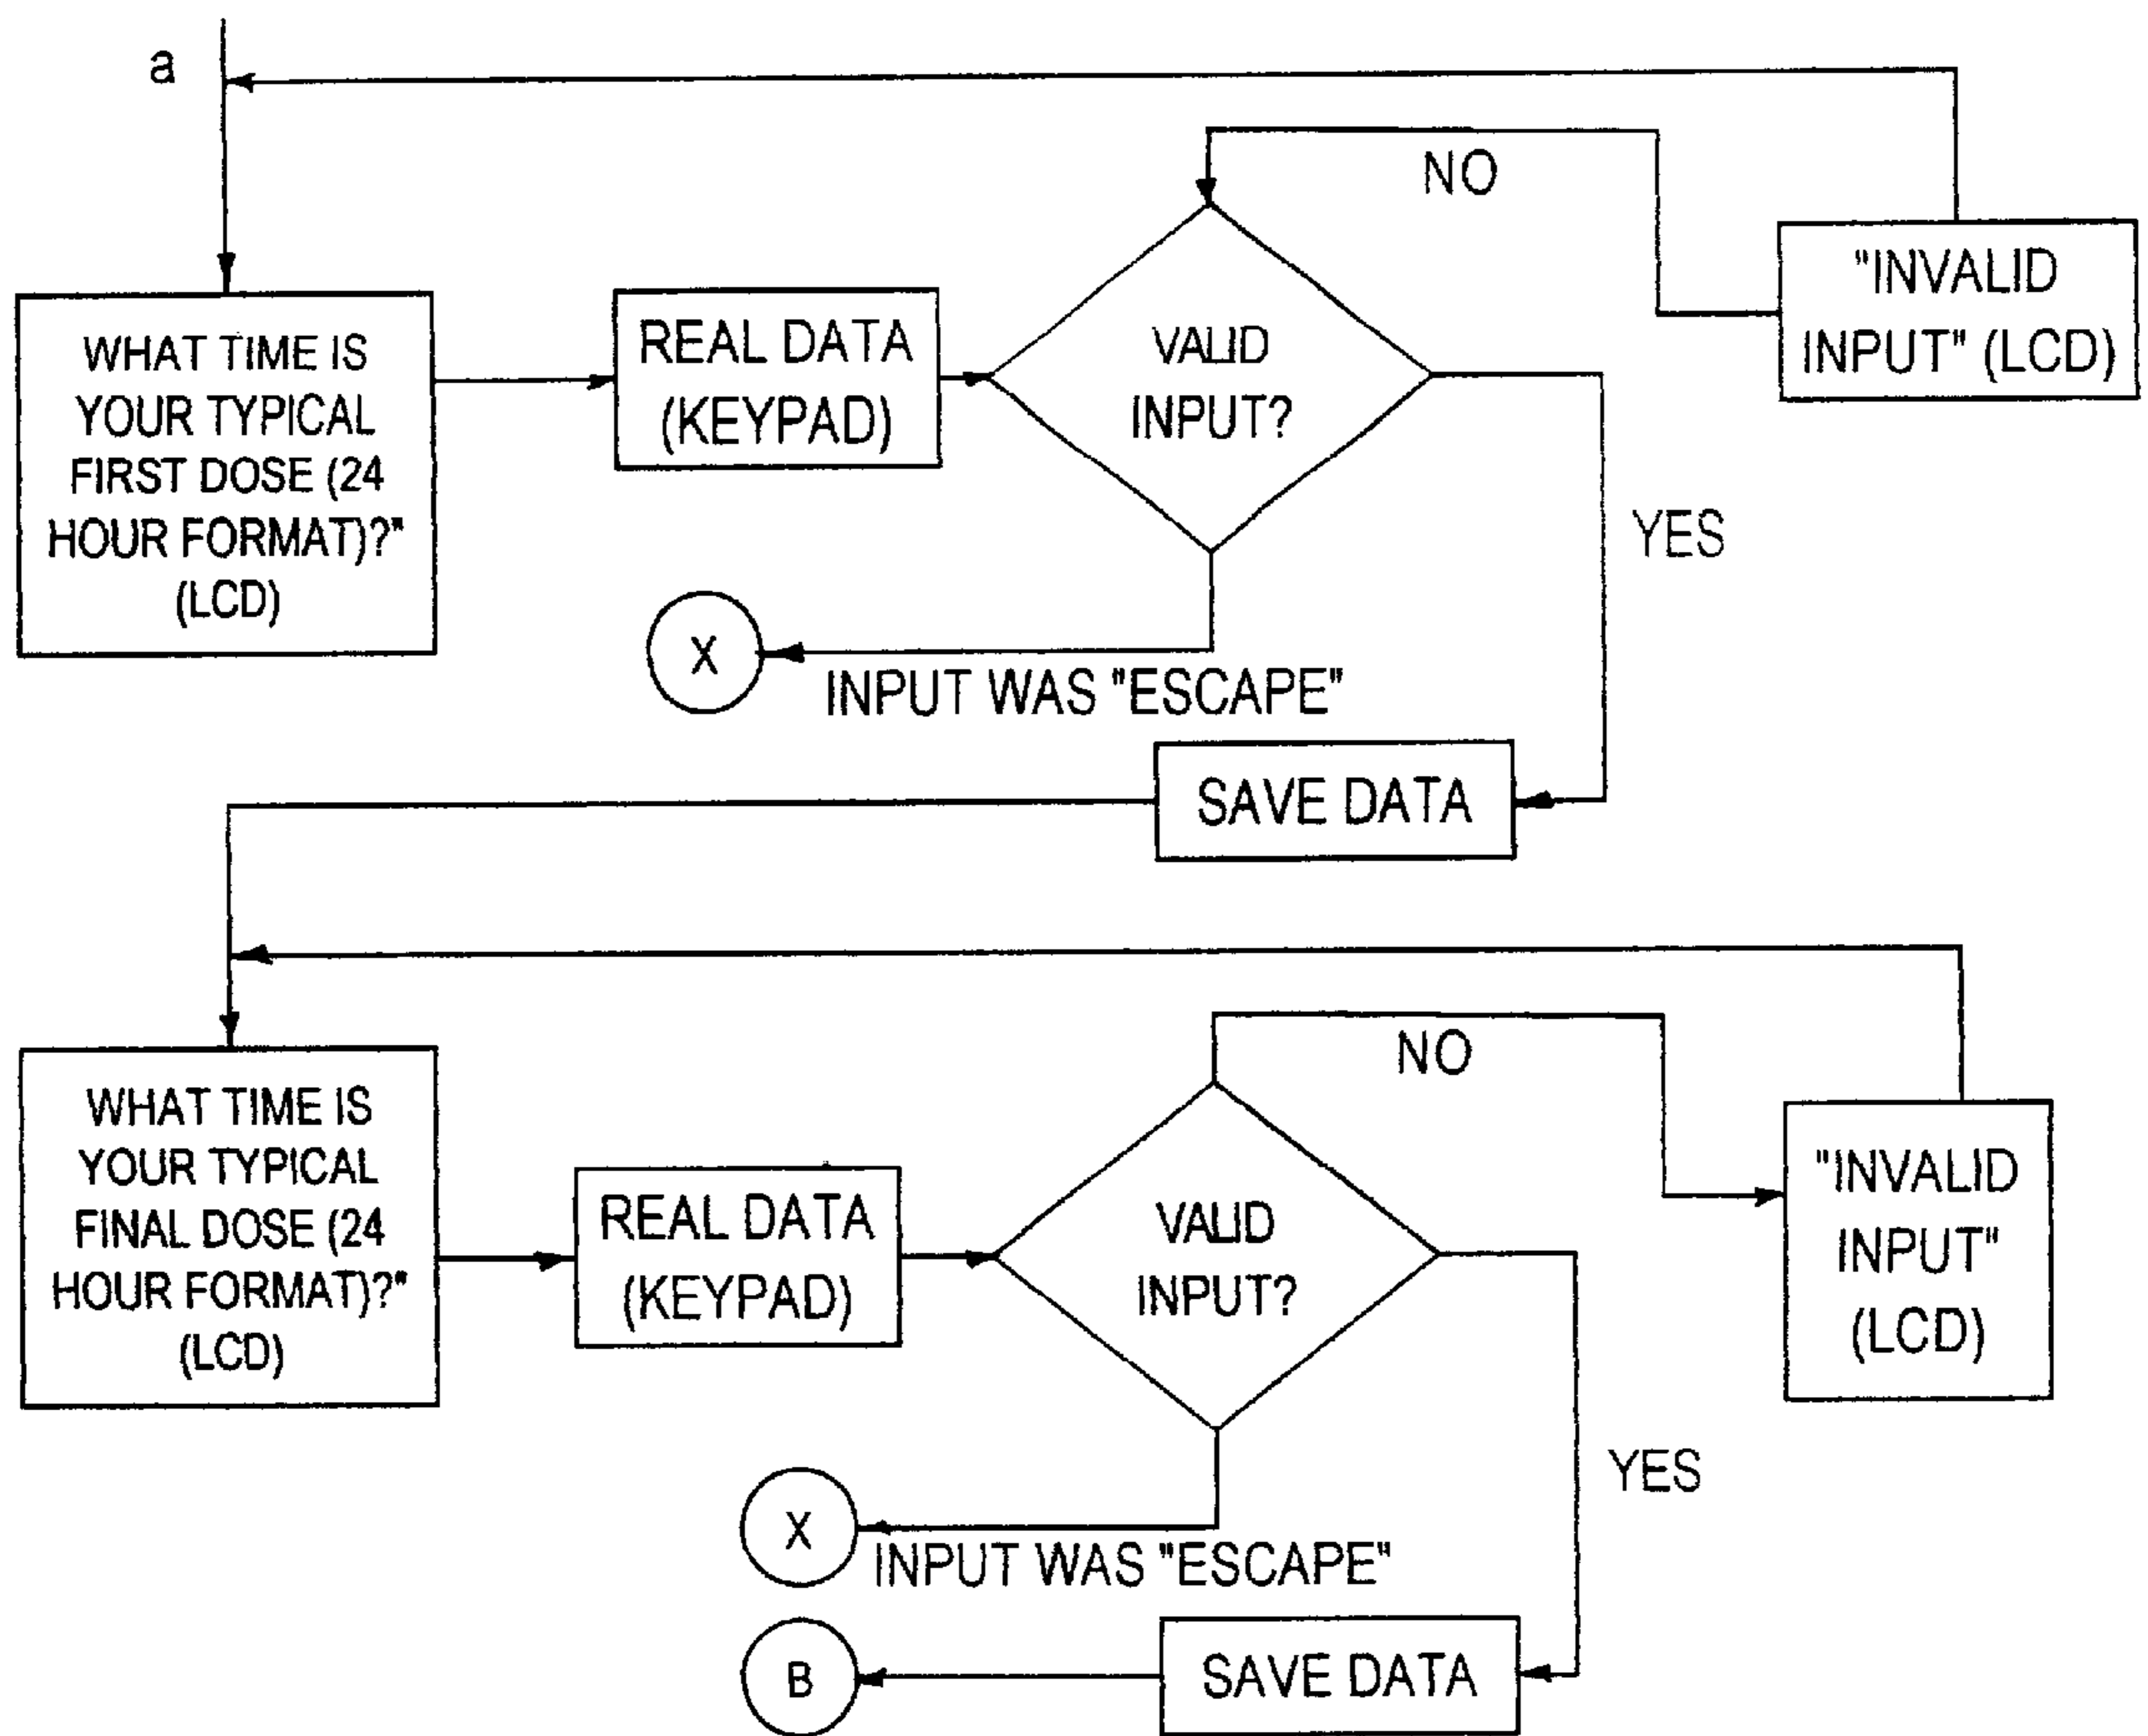 a
NO
"INVALID
INPUT" (LCD)
WHAT TIME IS
YOUR TYPICAL
FIRST DOSE (24
HOUR FORMAT)?"
(LCD)
REAL DATA
(KEYPAD)
VALID
INPUT?
YES
X
INPUT WAS "ESCAPE"
SAVE DATA
WHAT TIME IS
YOUR TYPICAL
FINAL DOSE (24
HOUR FORMAT)?"
(LCD)
REAL DATA
(KEYPAD)
VALID
INPUT?
NO
"INVALID
INPUT"
(LCD)
YES
X
INPUT WAS "ESCAPE"
B
SAVE DATA